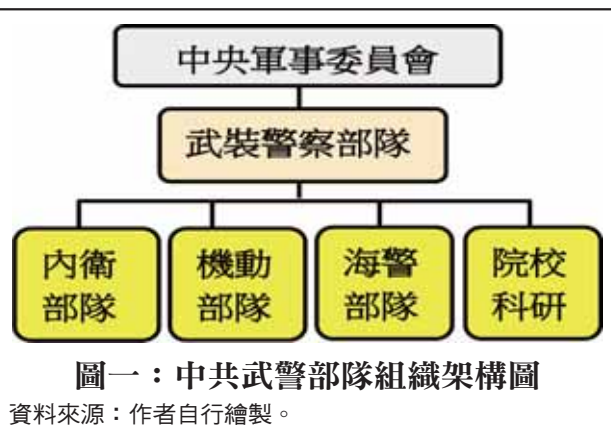 中央軍事委員會
武裝警察部隊
內衛
部隊
機動
部隊
海警
部隊
院校
科研
圖一：中共武警部隊組織架構圖
資料來源：作者自行繪製。